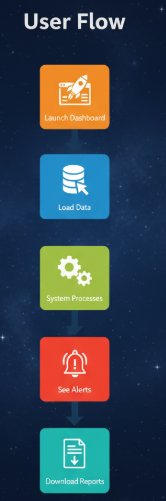 User Flow
Launch Dashboard
Load Data
System Processes
See Alerts
Download Reports